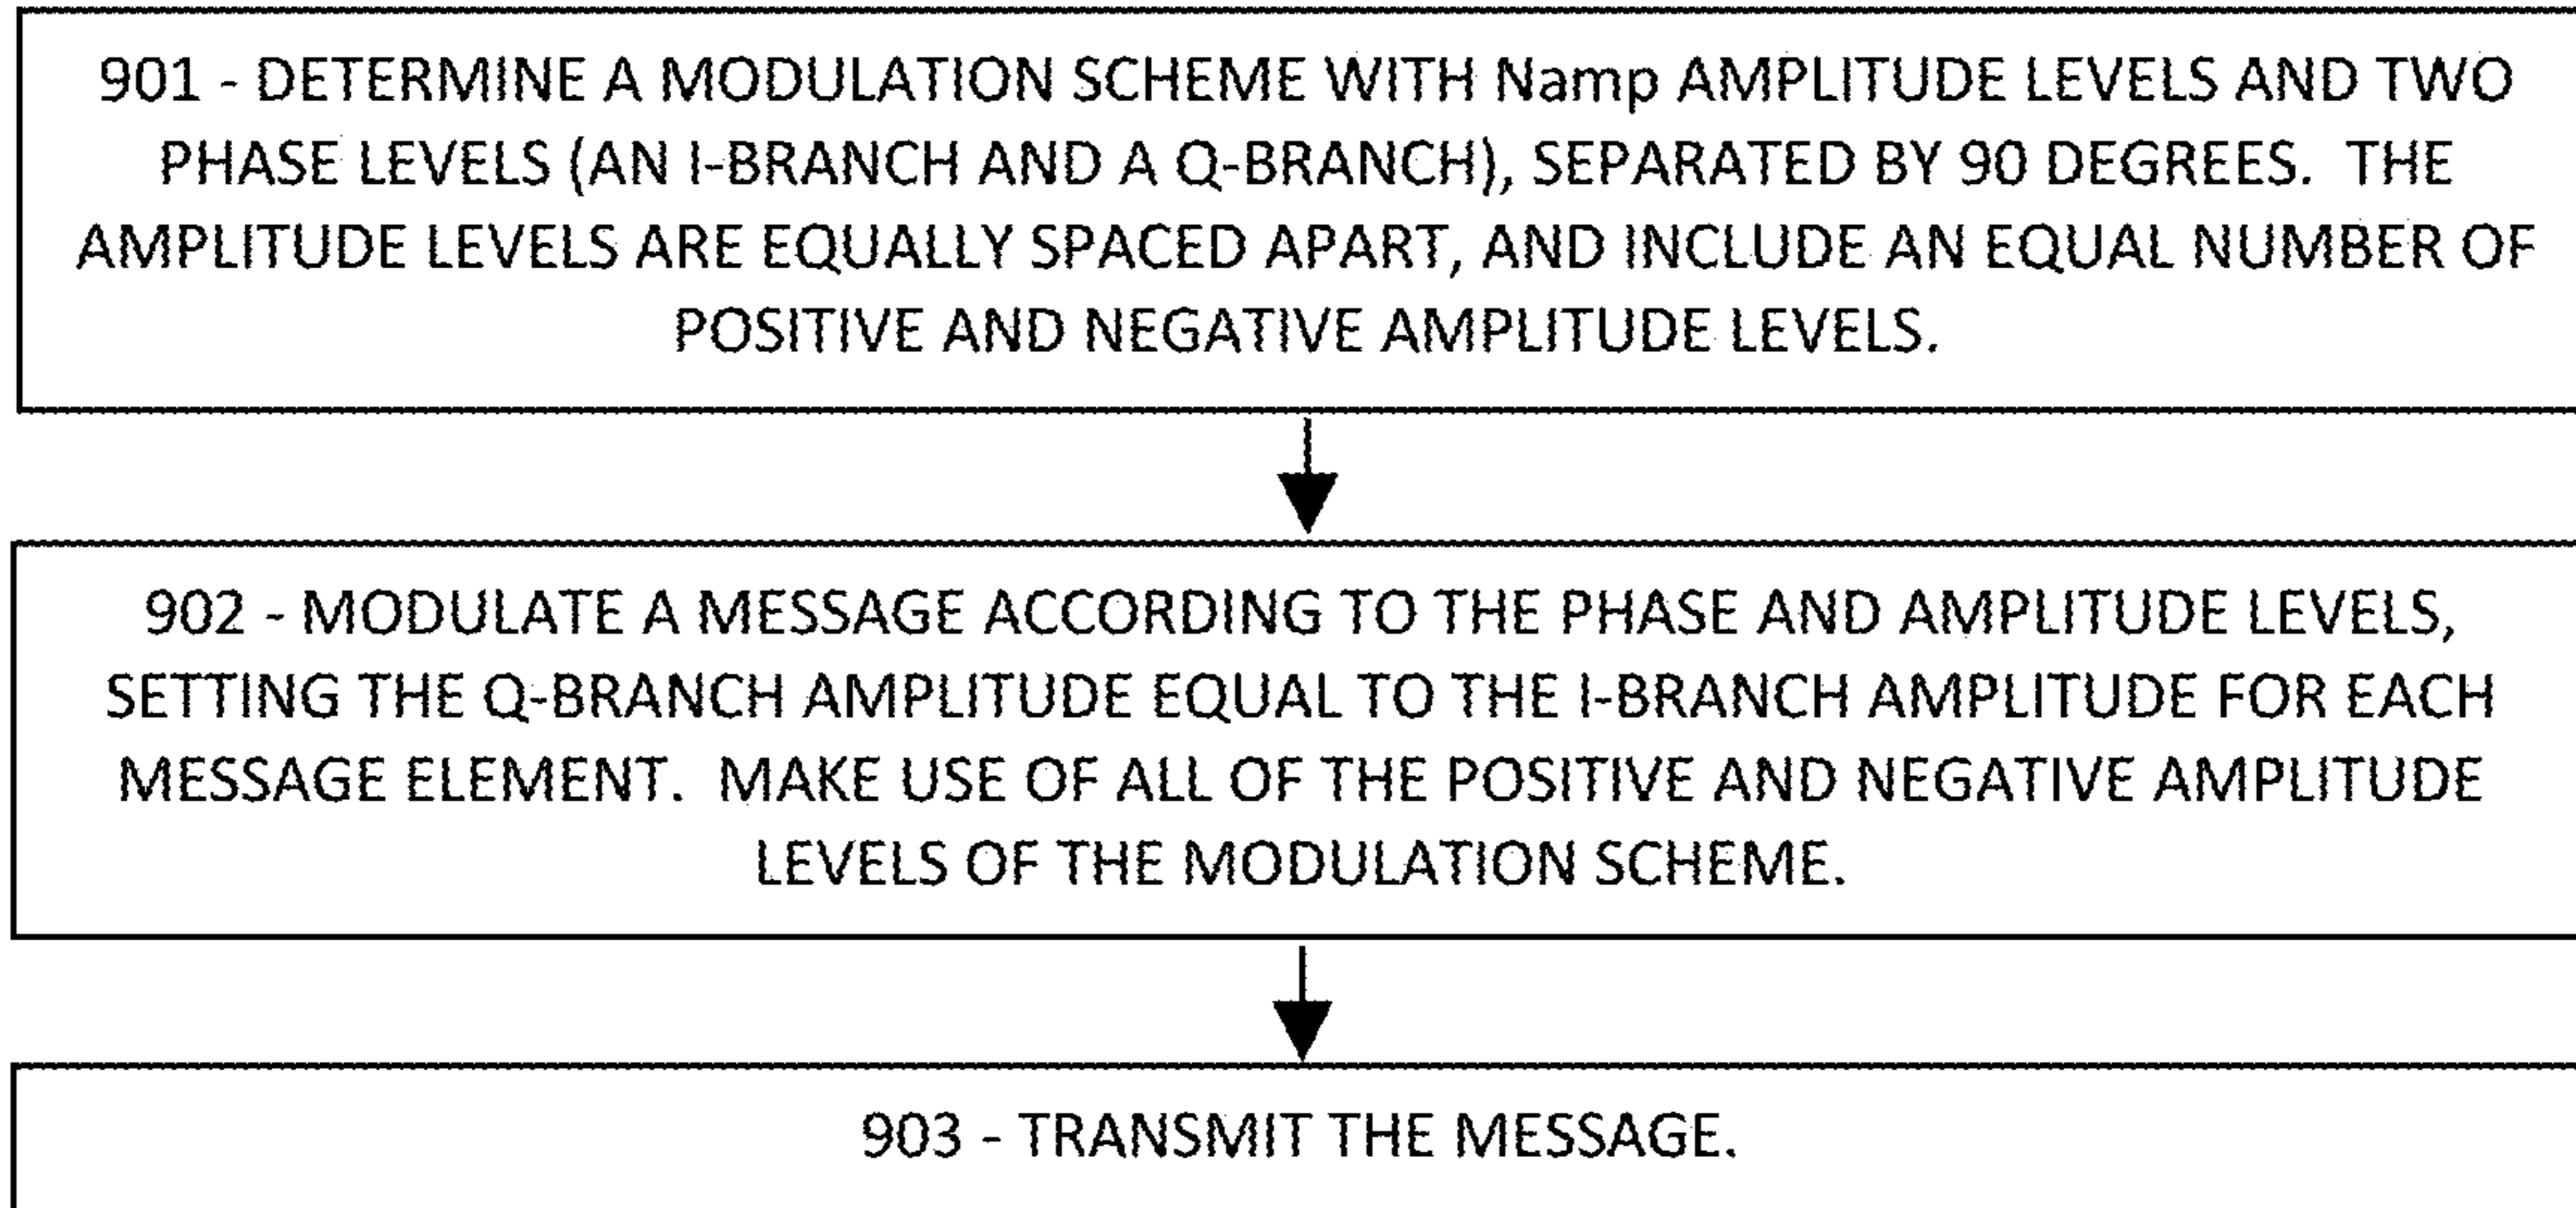 901 - DETERMINE A MODULATION SCHEME WITH Namp AMPLITUDE LEVELS AND TWO
PHASE LEVELS (AN I-BRANCH AND A Q-BRANCH), SEPARATED BY 90 DEGREES. THE
AMPLITUDE LEVELS ARE EQUALLY SPACED APART, AND INCLUDE AN EQUAL NUMBER OF
POSITIVE AND NEGATIVE AMPLITUDE LEVELS.
902 - MODULATE A MESSAGE ACCORDING TO THE PHASE AND AMPLITUDE LEVELS,
SETTING THE Q-BRANCH AMPLITUDE EQUAL TO THE I-BRANCH AMPLITUDE FOR EACH
MESSAGE ELEMENT. MAKE USE OF ALL OF THE POSITIVE AND NEGATIVE AMPLITUDE
LEVELS OF THE MODULATION SCHEME.
903 - TRANSMIT THE MESSAGE.